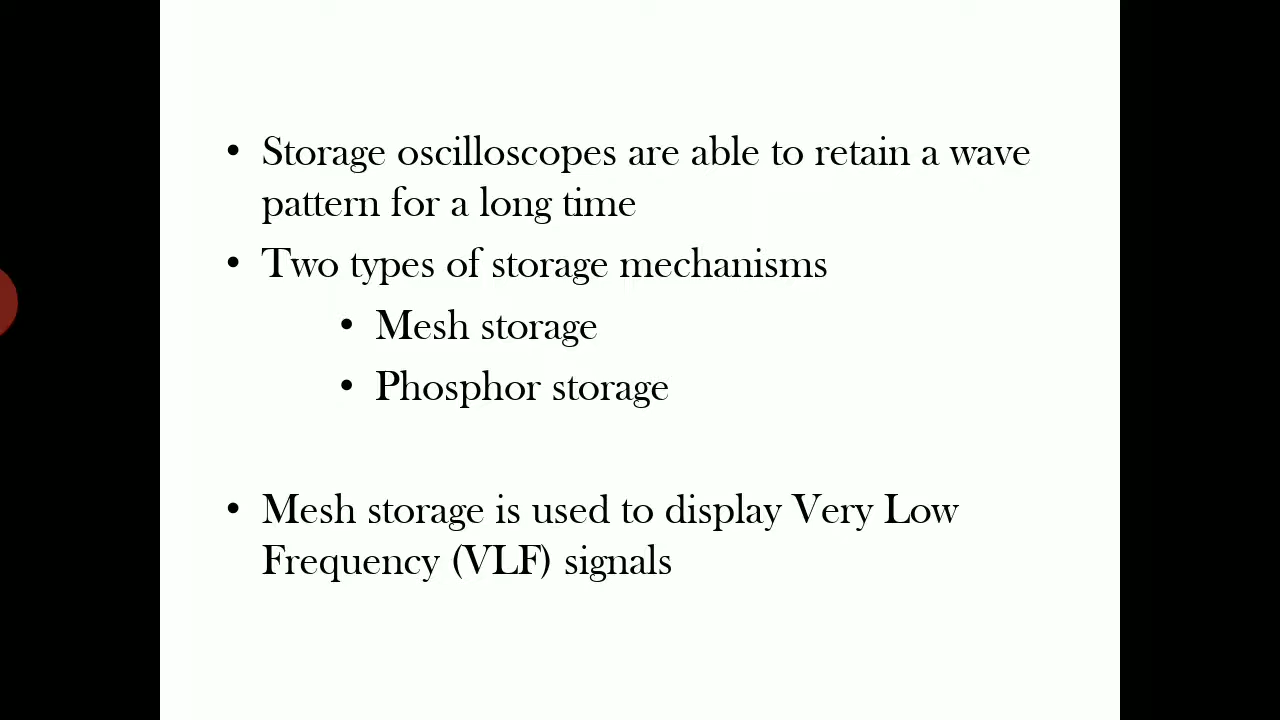 • Storage oscilloscopes are able to retain a wave
pattern for a long time
• Two types of storage mechanisms
• Mesh storage
• Phosphor storage
• Mesh storage is used to display Very Low
Frequency (VLF) signals